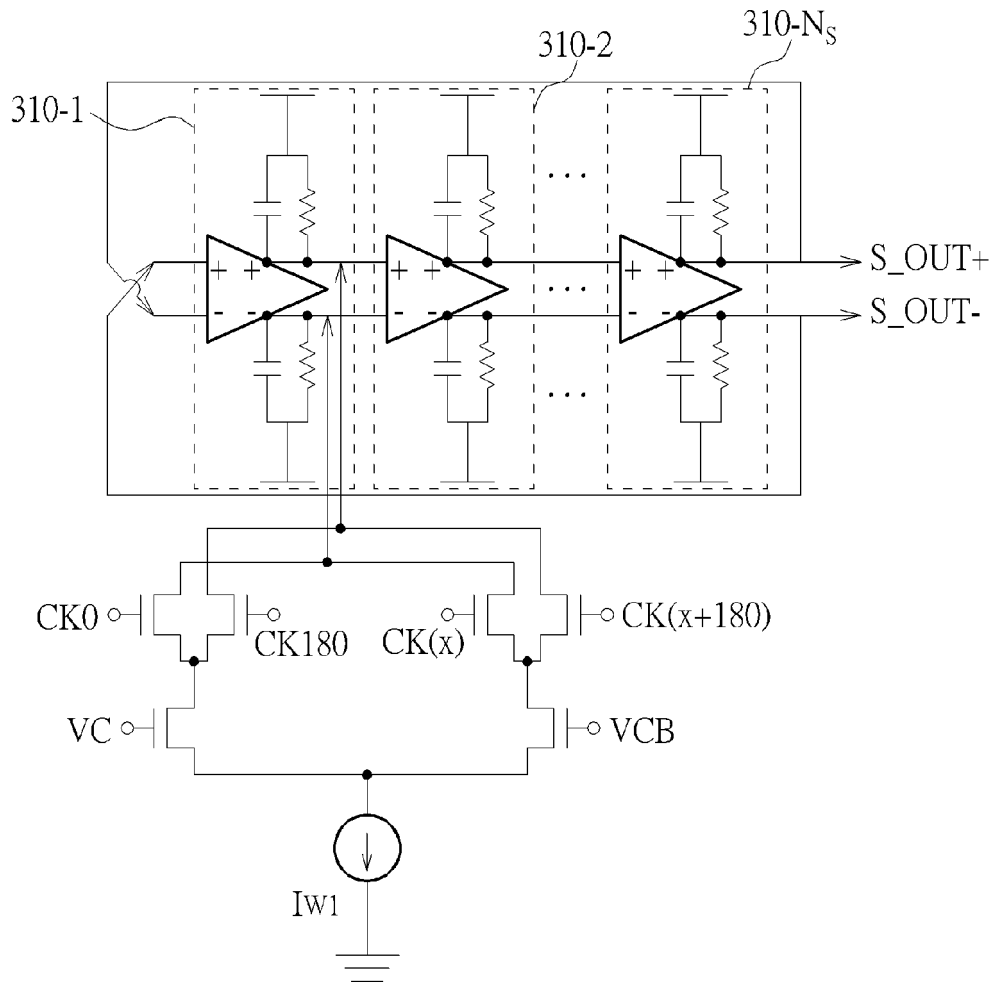 310-1
310-2
310-NS
+ +
- -
+ +
- -
+ +
- -
...
...
...
S_OUT+
S_OUT-
CK0
CK180
CK(x)
CK(x+180)
VC
VCB
IW1